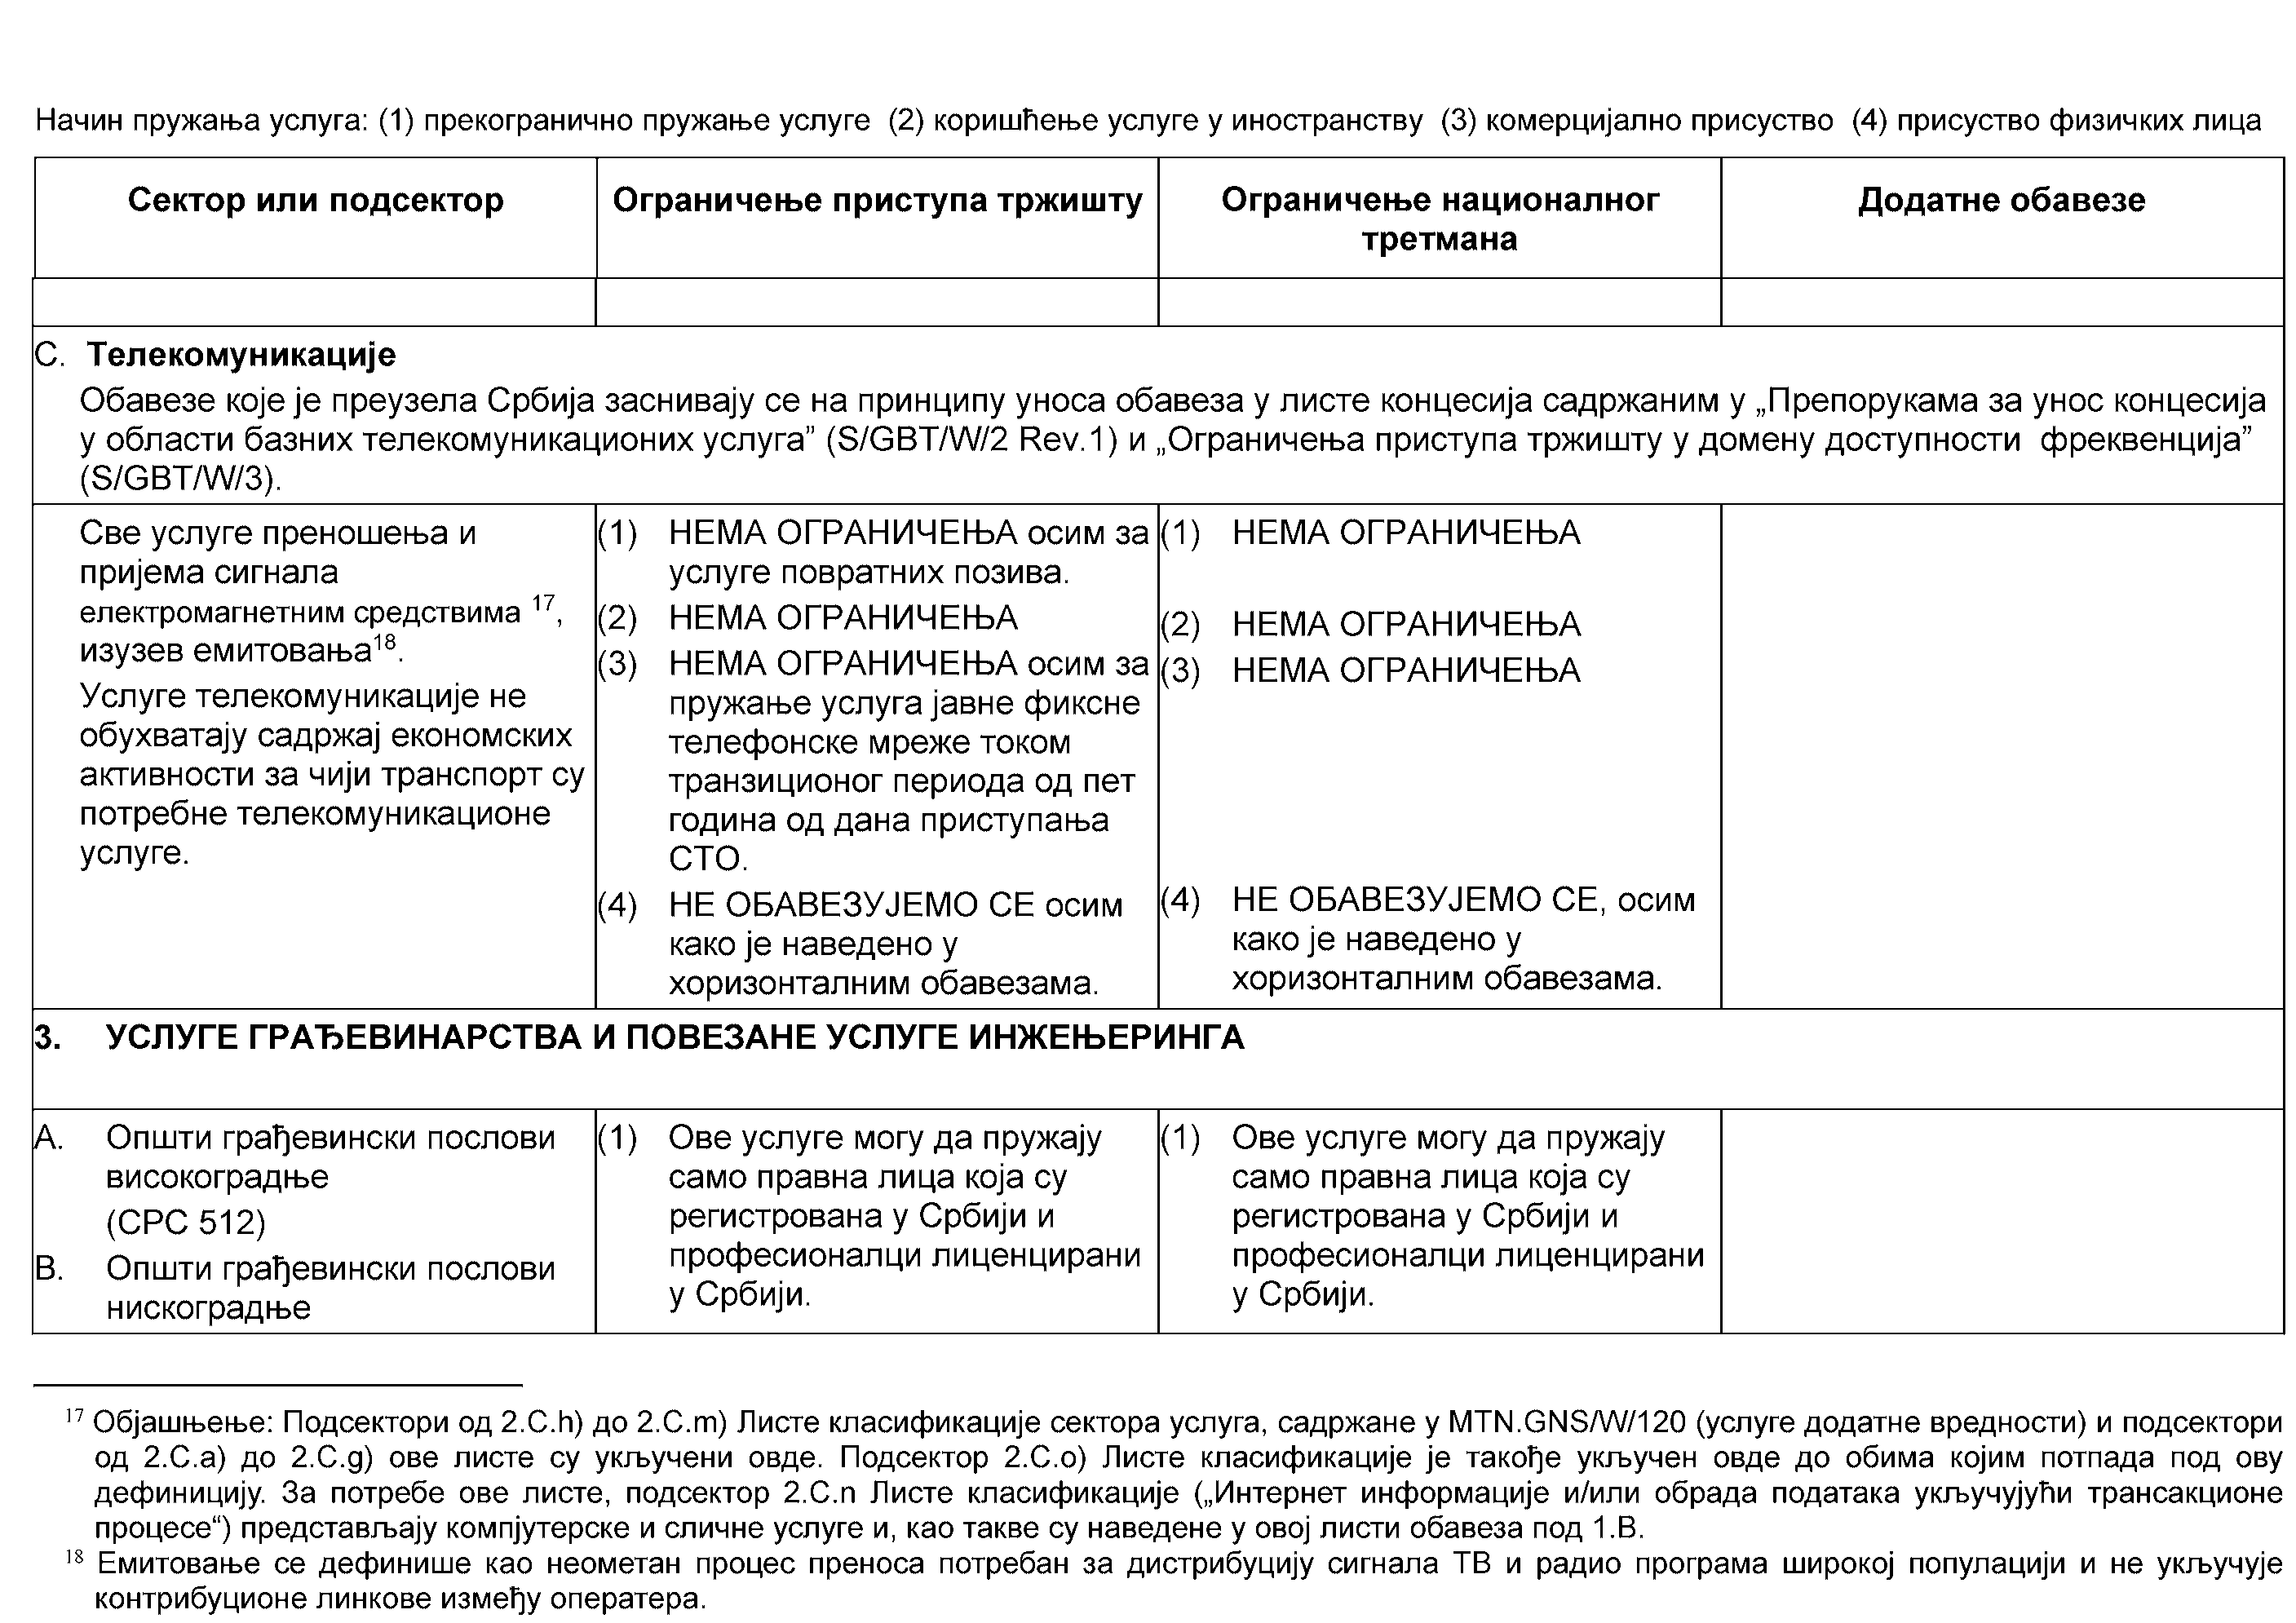 Начин пружања услуга: (1) прекогранично пружање услуге (2) коришћење услуге у иностранству (3) комерцијално присуство (4) присуство физичких лица
Сектор или подсектор
Ограничење приступа тржишту
Ограничење националног
третмана
Додатне обавезе
C. Телекомуникације
Обавезе које је преузела Србија заснивају се на принципу уноса обавеза у листе концесија садржаним у „Препорукама за унос концесија
у области базних телекомуникационих услуга” (S/GBT/W/2 Rev.1) и „Ограничења приступа тржишту у домену доступности фреквенција”
(S/GBT/W/3).
Све услуге преношења и
пријема сигнала
електромагнетним средствима 17,
изузев емитовања18.
Услуге телекомуникације не
обухватају садржај економских
активности за чији транспорт су
потребне телекомуникационе
услуге.
(1) НЕМА ОГРАНИЧЕЊА осим за
услуге повратних позива.
(2) НЕМА ОГРАНИЧЕЊА
(3) НЕМА ОГРАНИЧЕЊА осим за
пружање услуга јавне фиксне
телефонске мреже током
транзиционог периода од пет
година од дана приступања
СТО.
(4) НЕ ОБАВЕЗУЈЕМО СЕ осим
како је наведено у
хоризонталним обавезама.
(1) НЕМА ОГРАНИЧЕЊА
(2) НЕМА ОГРАНИЧЕЊА
(3) НЕМА ОГРАНИЧЕЊА
(4) НЕ ОБАВЕЗУЈЕМО СЕ, осим
како је наведено у
хоризонталним обавезама.
3. УСЛУГЕ ГРАЂЕВИНАРСТВА И ПОВЕЗАНЕ УСЛУГЕ ИНЖЕЊЕРИНГА
A. Општи грађевински послови
високоградње
(CPC 512)
B. Општи грађевински послови
нискоградње
(1) Ове услуге могу да пружају
само правна лица која су
регистрована у Србији и
професионалци лиценцирани
у Србији.
(1) Ове услуге могу да пружају
само правна лица која су
регистрована у Србији и
професионалци лиценцирани
у Србији.
17 Објашњење: Подсектори од 2.C.h) до 2.C.m) Листе класификације сектора услуга, садржане у MTN.GNS/W/120 (услуге додатне вредности) и подсектори
од 2.C.a) до 2.C.g) ове листе су укључени овде. Подсектор 2.C.o) Листе класификације је такође укључен овде до обима којим потпада под ову
дефиницију. За потребе ове листе, подсектор 2.C.n Листе класификације („Интернет информације и/или обрада података укључујући трансакционе
процесе“) представљају компјутерске и сличне услуге и, као такве су наведене у овој листи обавеза под 1.B.
18 Емитовање се дефинише као неометан процес преноса потребан за дистрибуцију сигнала ТВ и радио програма широкој популацији и не укључује
контрибуционе линкове између оператера.